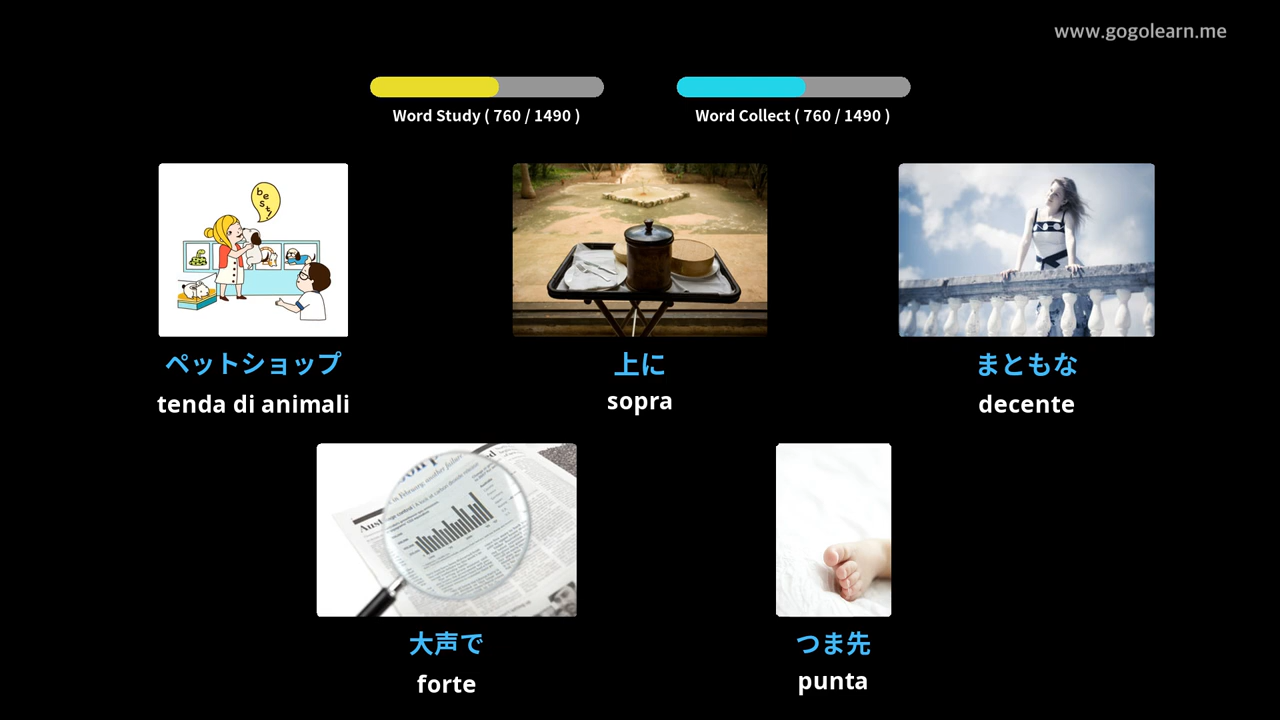 www.gogolearn.me
Word Study ( 760 / 1490 )
Word Collect ( 760 / 1490 )
best,
ペットショップ
tenda di animali
上に
sopra
まともな
decente
大声で
forte
つま先
punta